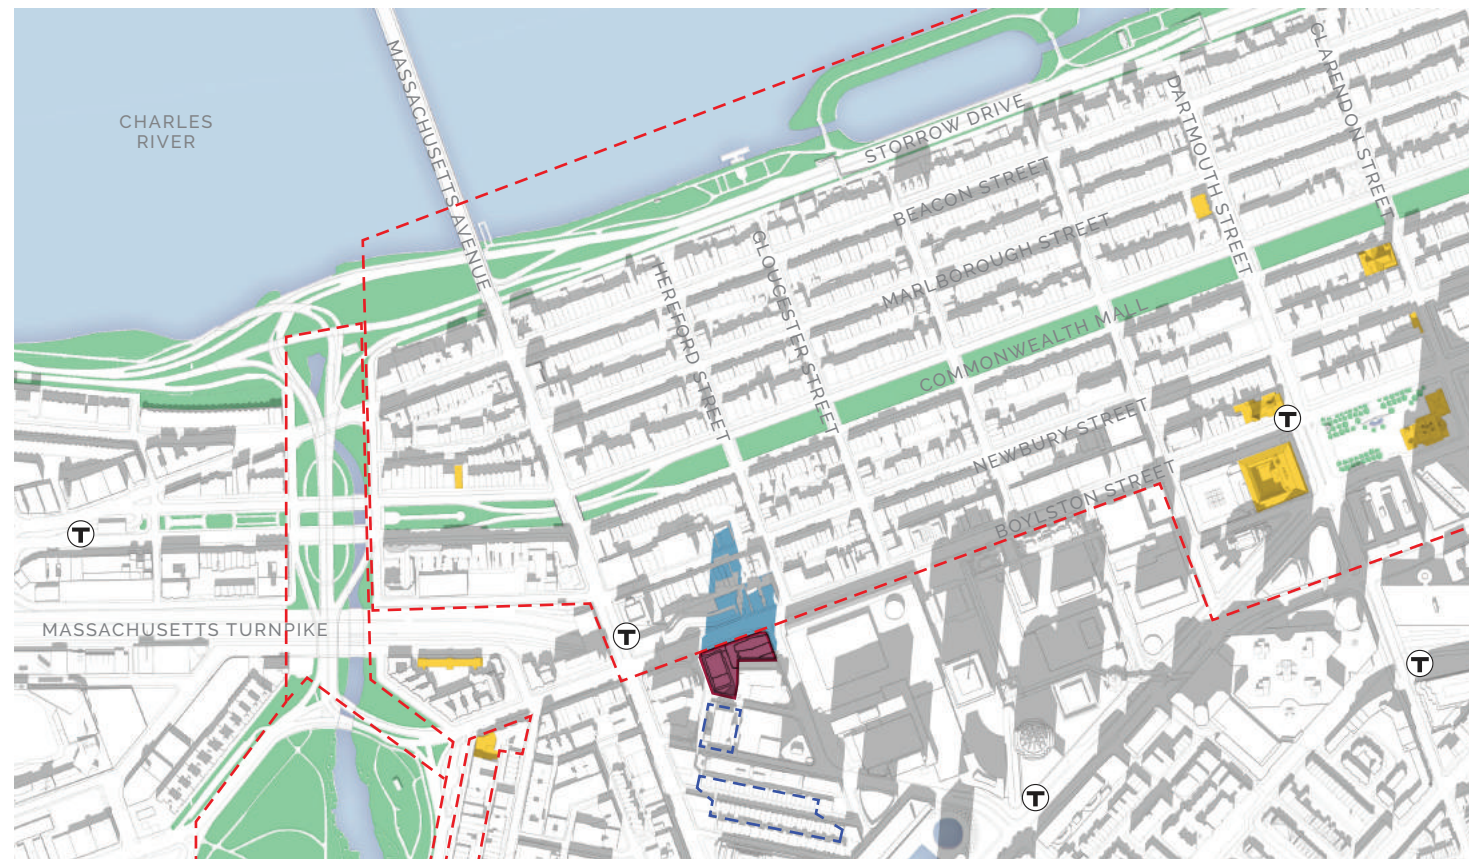 CHARLES
RIVER
MASSACHUSETTS AVENUE
STORROW DRIVE
BEACON STREET
MARLBOROUGH STREET
COMMONWEALTH MALL
NEWBURY STREET
BOYLSTON STREET
HEREFORD STREET
GLOUCESTER STREET
DARTMOUTH STREET
CLARENDON STREET
MASSACHUSETTS TURNPIKE
T
T
T
T
T